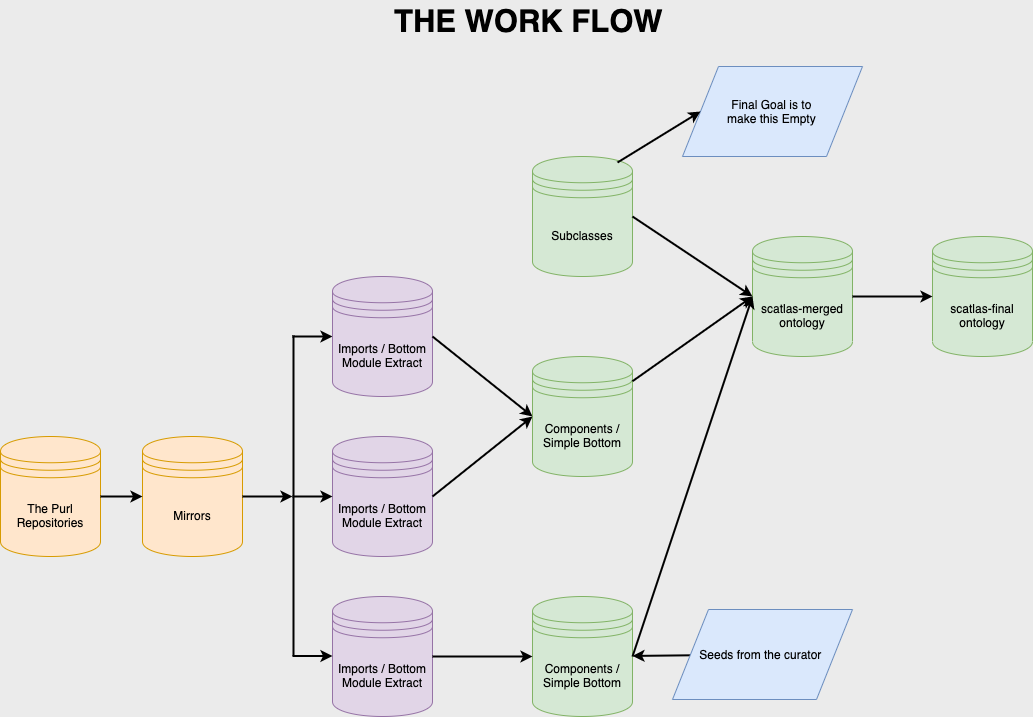 THE WORK FLOW
Final Goal is to
make this Empty
Subclasses
scatlas-merged
ontology
scatlas-final
ontology
Imports / Bottom
Module Extract
Components /
Simple Bottom
The Purl
Repositories
Mirrors
Imports / Bottom
Module Extract
Imports / Bottom
Module Extract
Components /
Simple Bottom
Seeds from the curator